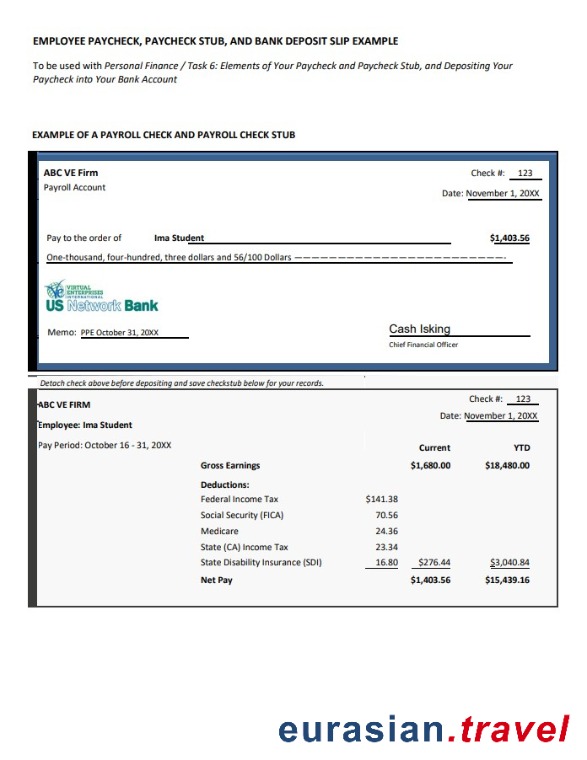 EMPLOYEE PAYCHECK, PAYCHECK STUB, AND BANK DEPOSIT SLIP EXAMPLE
To be used with Personal Finance / Task 6: Elements of Your Paycheck and Paycheck Stub, and Depositing Your
Paycheck into Your Bank Account
EXAMPLE OF A PAYROLL CHECK AND PAYROLL CHECK STUB
ABC VE Firm Check #: 123
Payroll Account
Date: November 1, 20XX
Pay to the order of Ima Student $1,403.56
One-thousand, four-hundred, three dollars and 56/100 Dollars
VIRTUAL
ENTERPRISES
INTERNATIONAL
US Network Bank
Memo: PPE October 31, 20XX Cash Isking
Chief Financial Officer
Detach check above before depositing and save checkstub below for your records.
ABC VE FIRM Check #: 123
Date: November 1, 20XX
Employee: Ima Student
Pay Period: October 16 - 31, 20XX Current YTD
Gross Earnings $1,680.00 $18,480.00
Deductions:
Federal Income Tax $141.38
Social Security (FICA) 70.56
Medicare 24.36
State (CA) Income Tax 23.34
State Disability Insurance (SDI) 16.80 $276.44 $3,040.84
Net Pay $1,403.56 $15,439.16
eurasian.travel